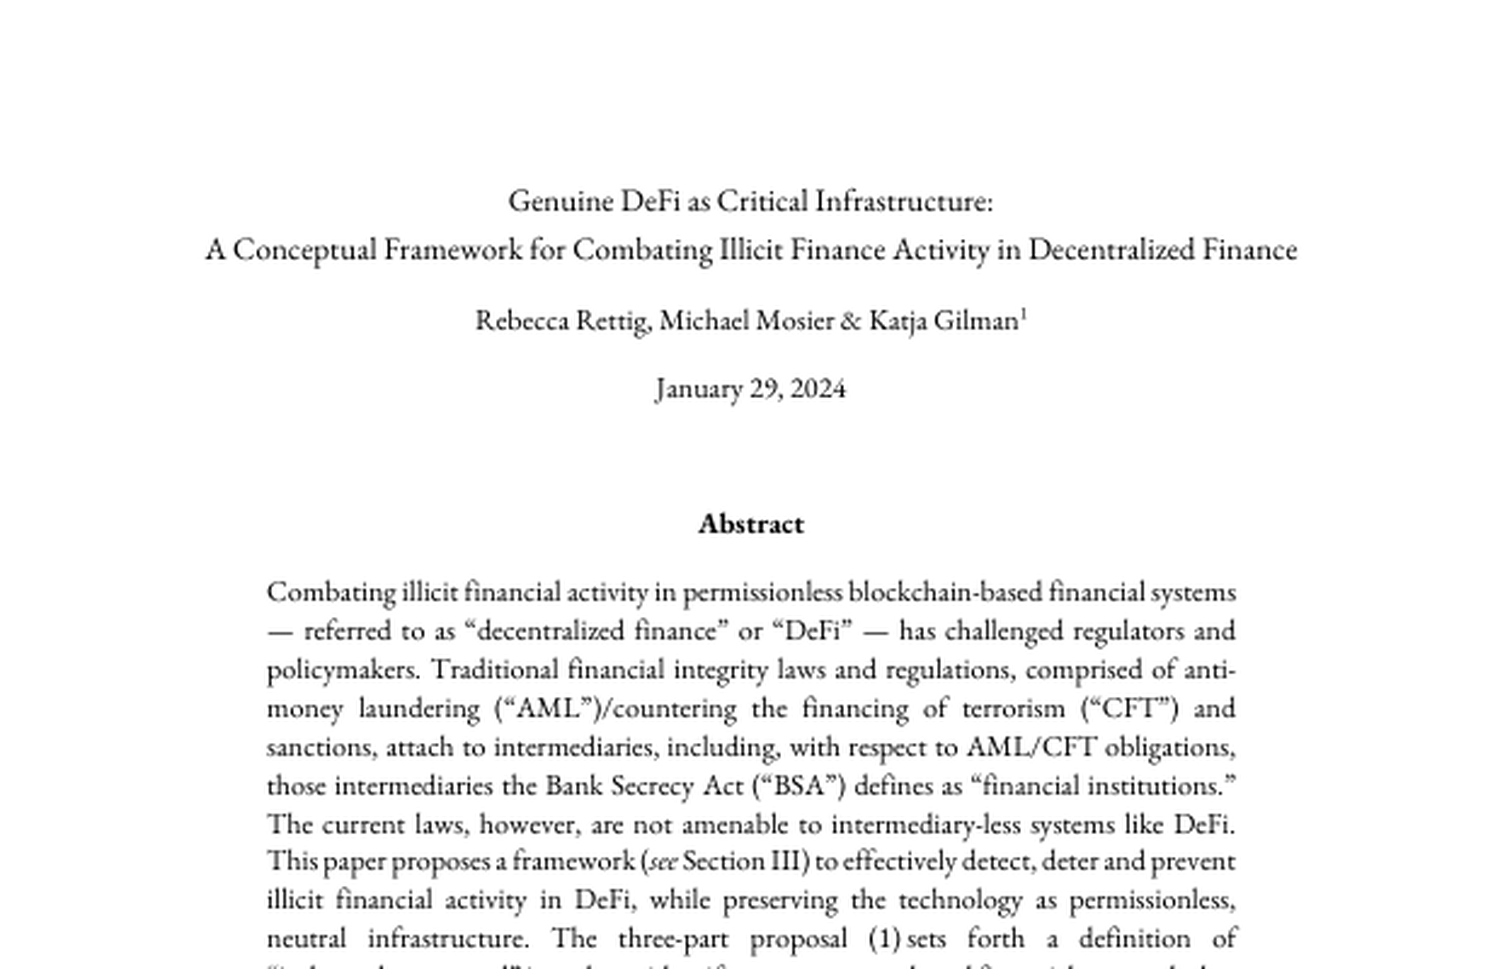 Genuine DeFi as Critical Infrastructure:
A Conceptual Framework for Combating Illicit Finance Activity in Decentralized Finance
Rebecca Rettig, Michael Mosier & Katja Gilman¹
January 29, 2024
Abstract
Combating illicit financial activity in permissionless blockchain-based financial systems
— referred to as “decentralized finance” or “DeFi” — has challenged regulators and
policymakers. Traditional financial integrity laws and regulations, comprised of anti-
money laundering (“AML”)/countering the financing of terrorism (“CFT”) and
sanctions, attach to intermediaries, including, with respect to AML/CFT obligations,
those intermediaries the Bank Secrecy Act (“BSA”) defines as “financial institutions.”
The current laws, however, are not amenable to intermediary-less systems like DeFi.
This paper proposes a framework (see Section III) to effectively detect, deter and prevent
illicit financial activity in DeFi, while preserving the technology as permissionless,
neutral infrastructure. The three-part proposal (1) sets forth a definition of